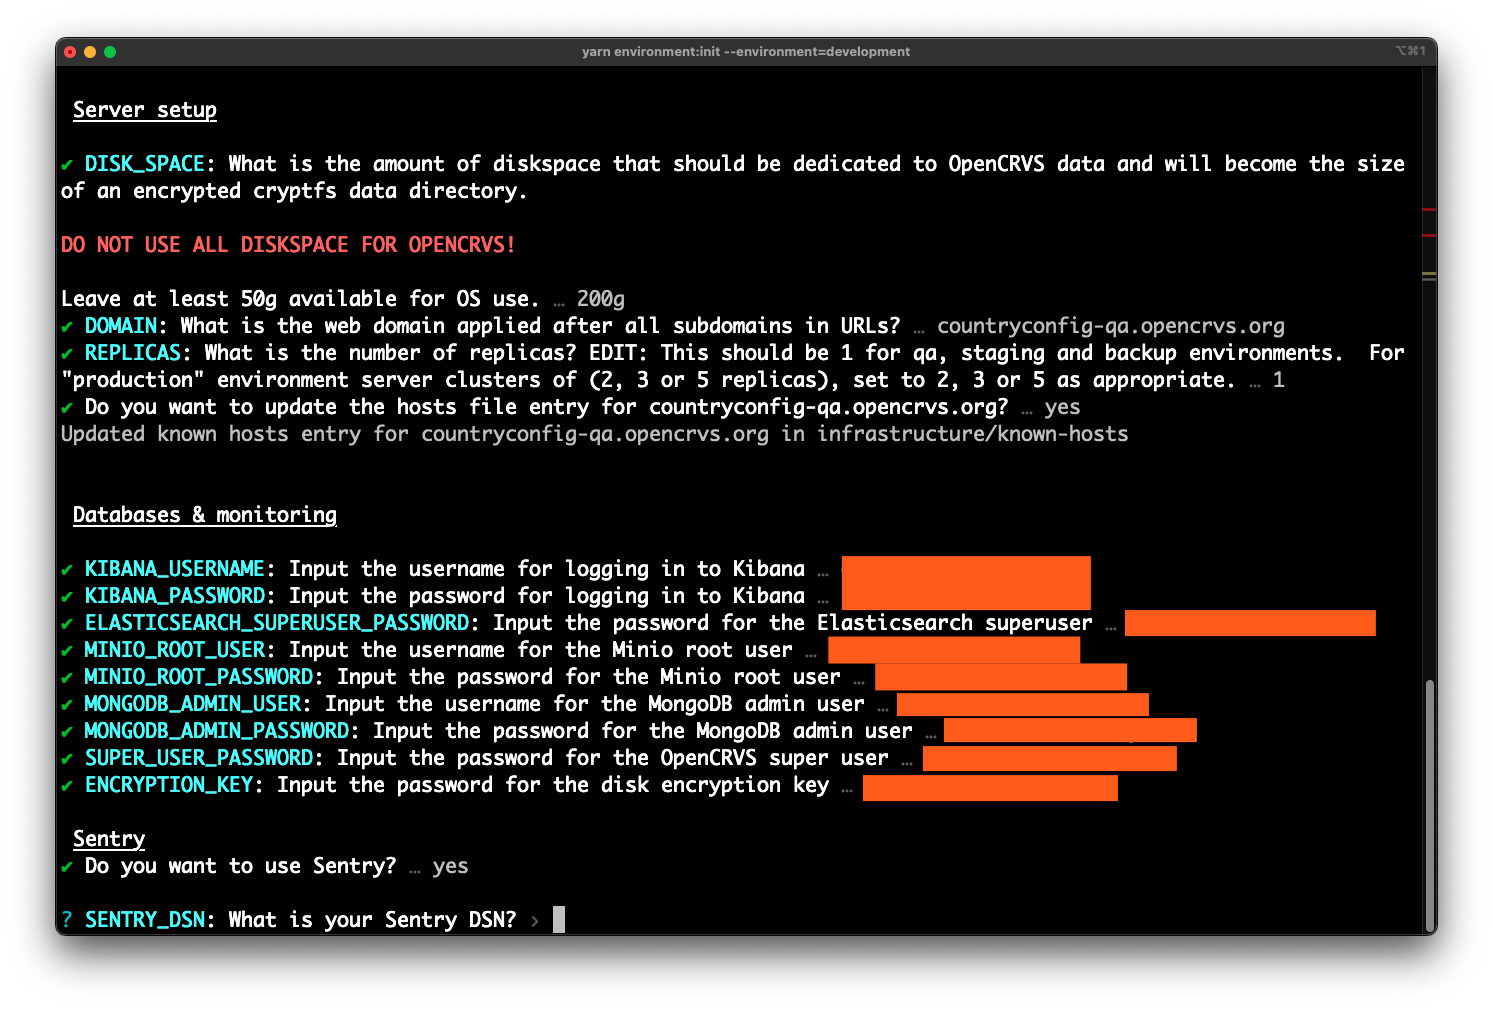 yarn environment:init --environment=development
⌥⌘1
Server setup
✔ DISK_SPACE: What is the amount of diskspace that should be dedicated to OpenCRVS data and will become the size
of an encrypted cryptfs data directory.
DO NOT USE ALL DISKSPACE FOR OPENCRVS!
Leave at least 50g available for OS use. … 200g
✔ DOMAIN: What is the web domain applied after all subdomains in URLs? … countryconfig-qa.opencrvs.org
✔ REPLICAS: What is the number of replicas? EDIT: This should be 1 for qa, staging and backup environments.  For
"production" environment server clusters of (2, 3 or 5 replicas), set to 2, 3 or 5 as appropriate. … 1
✔ Do you want to update the hosts file entry for countryconfig-qa.opencrvs.org? … yes
Updated known hosts entry for countryconfig-qa.opencrvs.org in infrastructure/known-hosts
Databases & monitoring
✔ KIBANA_USERNAME: Input the username for logging in to Kibana …
✔ KIBANA_PASSWORD: Input the password for logging in to Kibana …
✔ ELASTICSEARCH_SUPERUSER_PASSWORD: Input the password for the Elasticsearch superuser …
✔ MINIO_ROOT_USER: Input the username for the Minio root user …
✔ MINIO_ROOT_PASSWORD: Input the password for the Minio root user …
✔ MONGODB_ADMIN_USER: Input the username for the MongoDB admin user …
✔ MONGODB_ADMIN_PASSWORD: Input the password for the MongoDB admin user …
✔ SUPER_USER_PASSWORD: Input the password for the OpenCRVS super user …
✔ ENCRYPTION_KEY: Input the password for the disk encryption key …
Sentry
✔ Do you want to use Sentry? … yes
? SENTRY_DSN: What is your Sentry DSN? ›